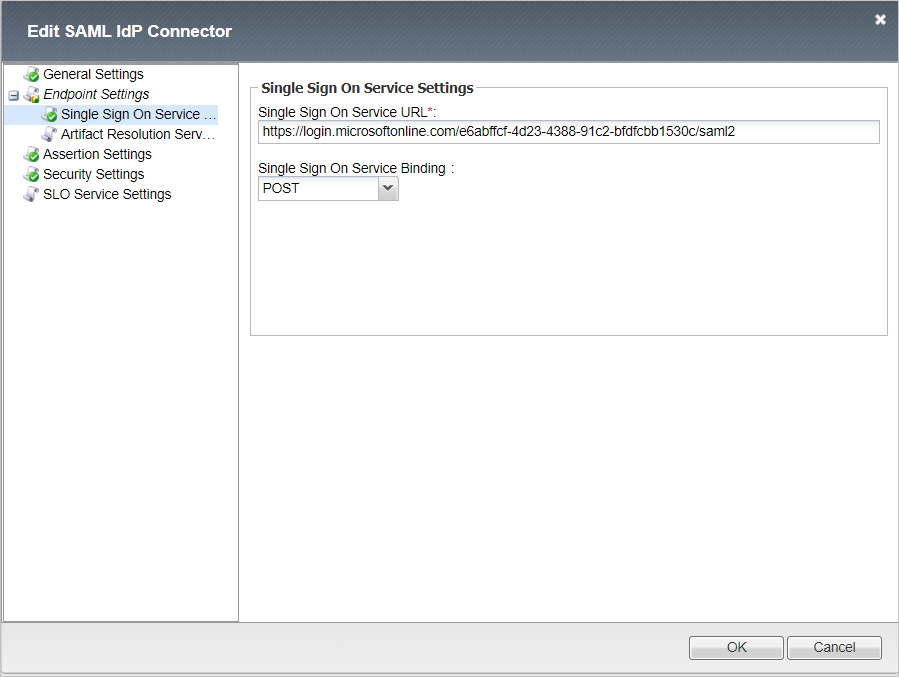 Edit SAML IdP Connector
General Settings
Endpoint Settings
Single Sign On Service ...
Artifact Resolution Serv...
Assertion Settings
Security Settings
SLO Service Settings
Single Sign On Service Settings
Single Sign On Service URL*:
https://login.microsoftonline.com/e6abffcf-4d23-4388-91c2-bfdfcbb1530c/saml2
Single Sign On Service Binding :
POST
OK
Cancel